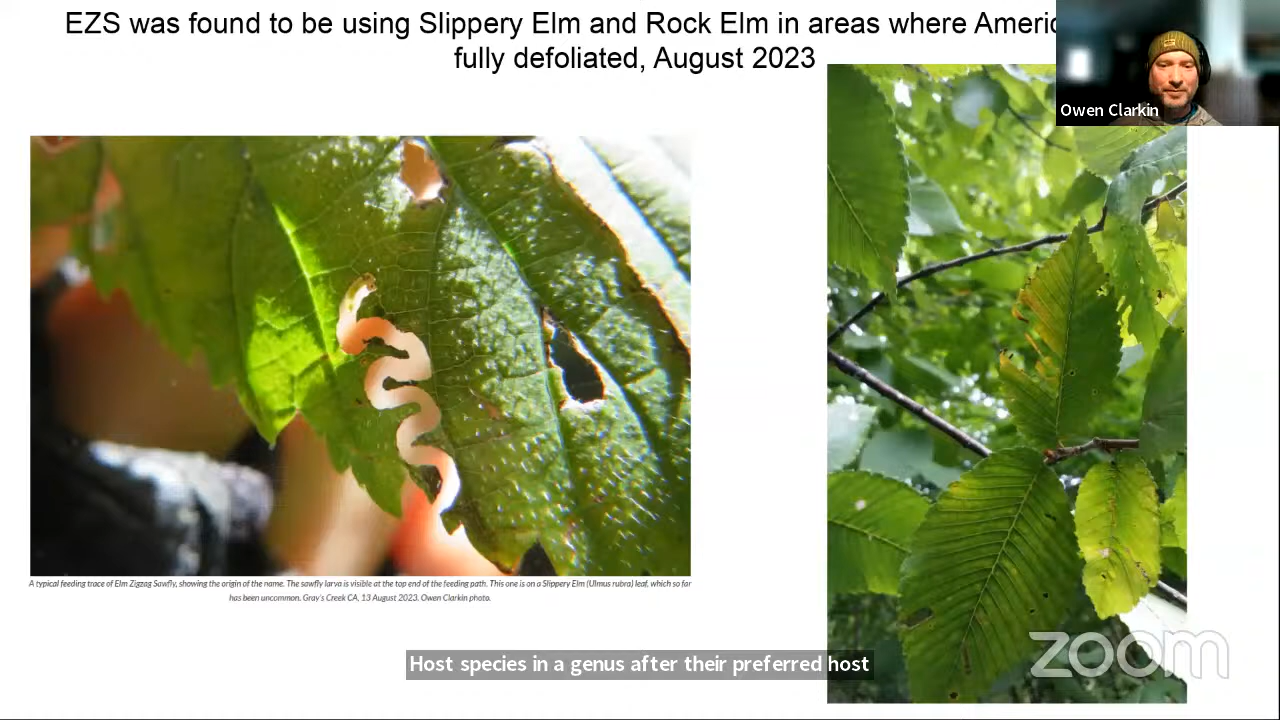 EZS was found to be using Slippery Elm and Rock Elm in areas where
fully defoliated, August 2023
Owen Clarkin
A typical feeding trace of Elm Zigzag Sawfly, showing the origin of the name. The sawfly larva is visible at the top end of the feeding path. This one is on a Slippery Elm (Ulmus rubra) leaf, which so far
has been uncommon. Gray's Creek CA, 13 August 2023. Owen Clarkin photo.
Host species in a genus after their preferred host
zoom